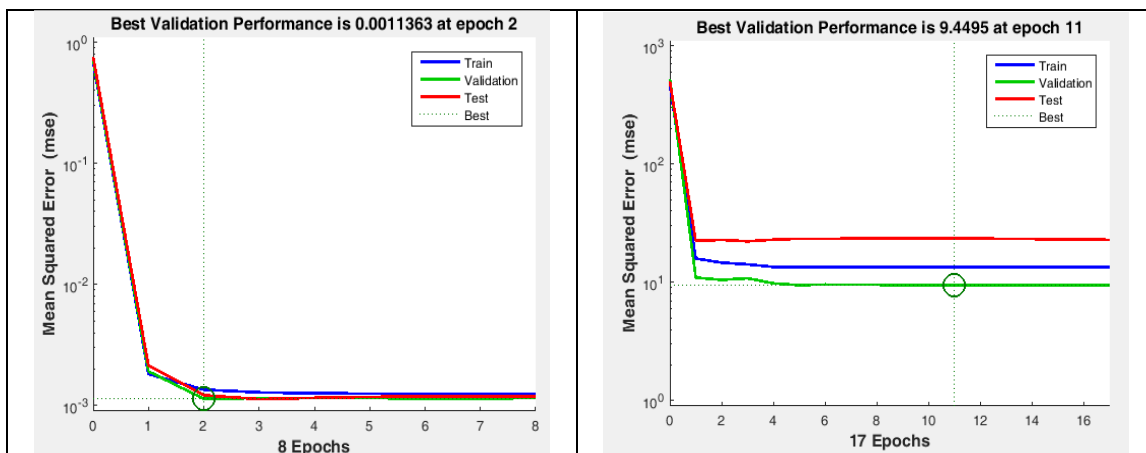 Best Validation Performance is 0.0011363 at epoch 2
Mean Squared Error (mse)
10^0
10^-1
10^-2
10^-3
Train
Validation
Test
Best
0 1 2 3 4 5 6 7 8
8 Epochs
Best Validation Performance is 9.4495 at epoch 11
Mean Squared Error (mse)
10^3
10^2
10^1
10^0
Train
Validation
Test
Best
0 2 4 6 8 10 12 14 16
17 Epochs